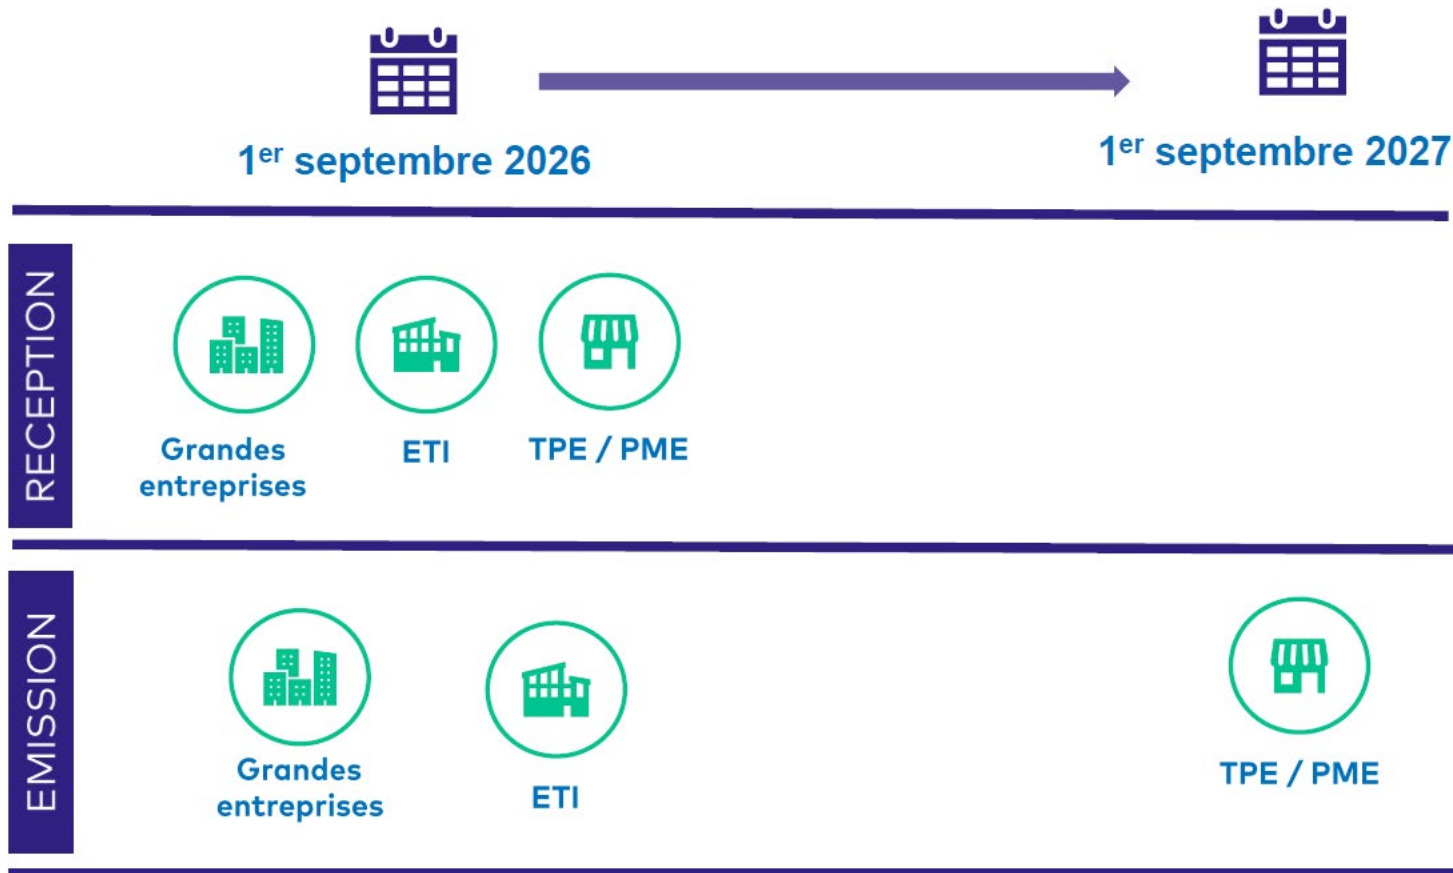 1er septembre 2026
1er septembre 2027
RECEPTION
Grandes
entreprises
ETI
TPE / PME
EMISSION
Grandes
entreprises
ETI
TPE / PME